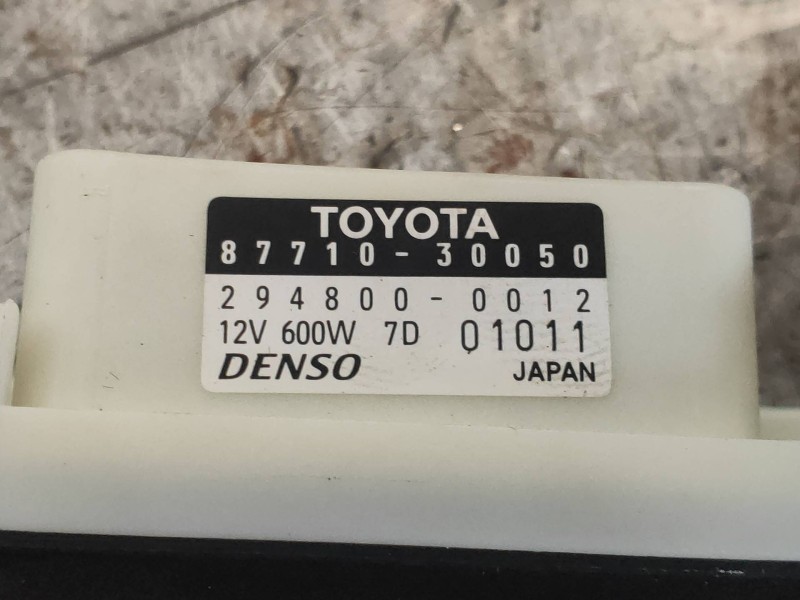 TOYOTA
87710-30050
294800-0012
12V 600W 7D 01011
DENSO JAPAN